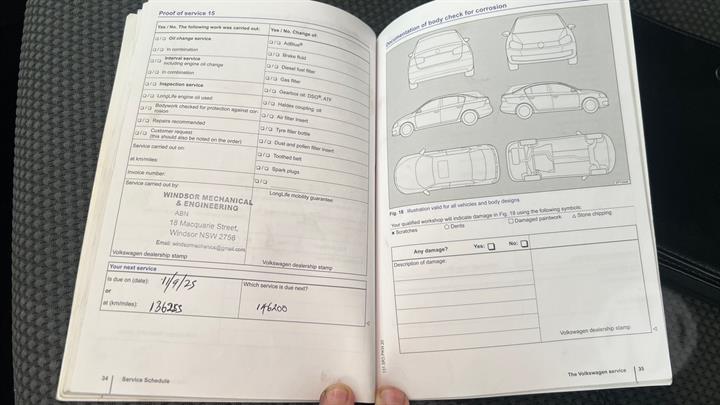 Proof of service 15
Yes / No. The following work was carried out:
Yes / No. Change of:
❑ / ❑ Oil change service
❑ / ❑ In combination
❑ / ❑ Interval service
including engine oil change
❑ / ❑ In combination
❑ / ❑ Inspection service
❑ / ❑ LongLife engine oil used
❑ / ❑ Bodywork checked for protection against cor-
rosion
❑ / ❑ Repairs recommended
❑ / ❑ Customer request
(this should also be noted on the order)
Service carried out on:
at km/miles:
Invoice number:
❑ / ❑ AdBlue®
❑ / ❑ Brake fluid
❑ / ❑ Diesel fuel filter
❑ / ❑ Gas filter
❑ / ❑ Gearbox oil: DSG®, ATF
❑ / ❑ Haldex coupling: oil
❑ / ❑ Air filter insert
❑ / ❑ Tyre filler bottle
❑ / ❑ Dust and pollen filter insert
❑ / ❑ Toothed belt
❑ / ❑ Spark plugs
❑ / ❑
Service carried out by:
WINDSOR MECHANICAL
& ENGINEERING
ABN
18 Macquarie Street,
Windsor NSW 2756
Email: windsormechanica@gmail.com
Volkswagen dealership stamp
LongLife mobility guarantee
Volkswagen dealership stamp
Your next service
Is due on (date): 11/9/25
or
at (km/miles): 136255
Which service is due next?
146200
34 Service Schedule
Documentation of body check for corrosion
Fig. 18 Illustration valid for all vehicles and body designs
Your qualified workshop will indicate damage in Fig. 18 using the following symbols:
x Scratches
O Dents
□ Damaged paintwork
△ Stone chipping
Any damage? Yes: ❑ No: ❑
Description of damage:
Volkswagen dealership stamp
The Volkswagen service 35